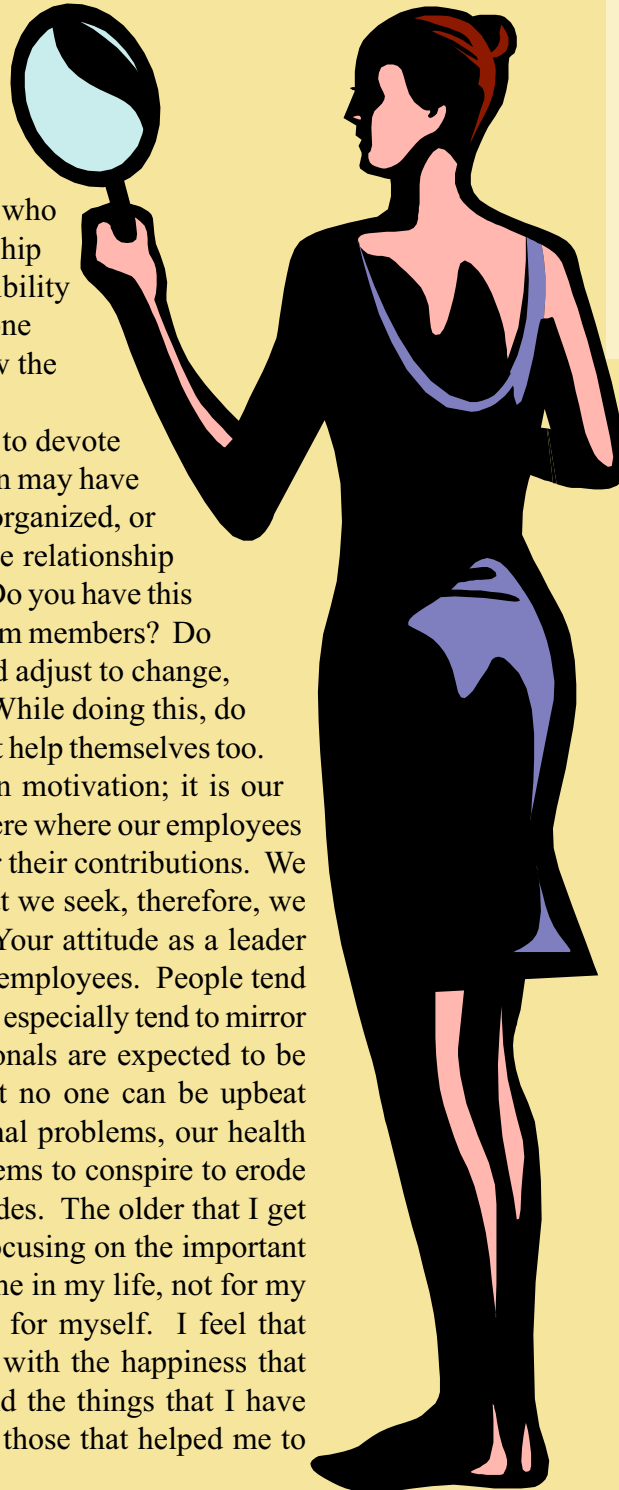 who
hip
bility
ne
the
to devote
may have
organized, or
e relationship
Do you have this
m members?  Do
adjust to change,
While doing this, do
help themselves too.
n motivation; it is our
ere where our employees
their contributions.  We
t we seek, therefore, we
Your attitude as a leader
employees.  People tend
especially tend to mirror
onals are expected to be
t no one can be upbeat
nal problems, our health
ems to conspire to erode
des.  The older that I get
ocusing on the important
ne in my life, not for my
for myself.  I feel that
with the happiness that
d the things that I have
those that helped me to